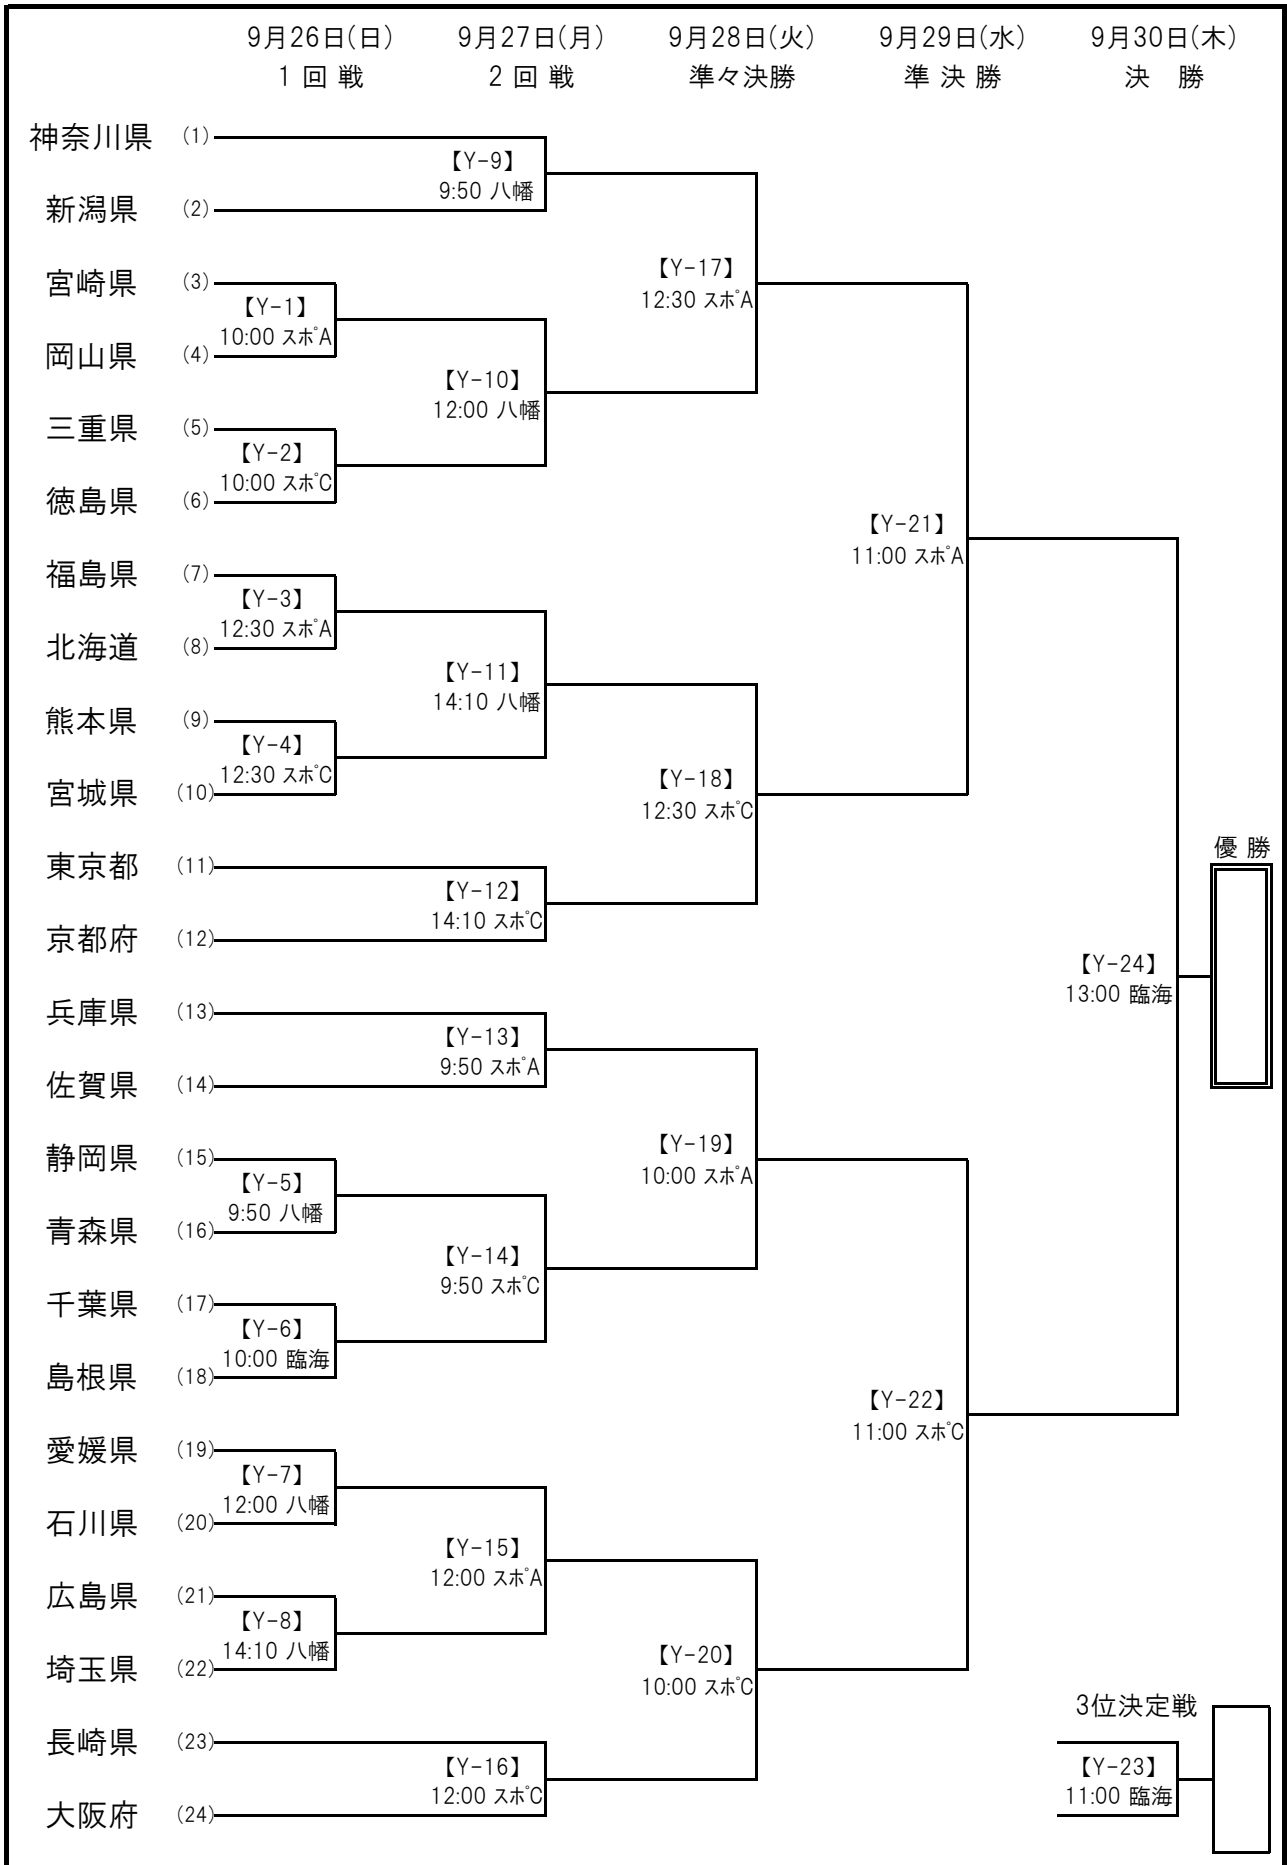 9月26日(日) 9月27日(月) 9月28日(火) 9月29日(水) 9月30日(木)
1 回 戦 2 回 戦 準々決勝 準 決 勝 決 勝
神奈川県 (1)
【Y-9】
9:50 八幡
新潟県 (2)
【Y-17】
12:30 スポA
宮崎県 (3)
【Y-1】
10:00 スポA
岡山県 (4)
【Y-10】
12:00 八幡
三重県 (5)
【Y-2】
10:00 スポC
徳島県 (6)
【Y-21】
11:00 スポA
福島県 (7)
【Y-3】
12:30 スポA
北海道 (8)
【Y-11】
14:10 八幡
熊本県 (9)
【Y-4】
12:30 スポC
宮城県 (10)
【Y-18】
12:30 スポC
優 勝
東京都 (11)
【Y-12】
14:10 スポC
京都府 (12)
【Y-24】
13:00 臨海
兵庫県 (13)
【Y-13】
9:50 スポA
佐賀県 (14)
【Y-19】
10:00 スポA
静岡県 (15)
【Y-5】
9:50 八幡
青森県 (16)
【Y-14】
9:50 スポC
千葉県 (17)
【Y-6】
10:00 臨海
島根県 (18)
【Y-22】
11:00 スポC
愛媛県 (19)
【Y-7】
12:00 八幡
石川県 (20)
【Y-15】
12:00 スポA
広島県 (21)
【Y-8】
14:10 八幡
埼玉県 (22)
【Y-20】
10:00 スポC
3位決定戦
長崎県 (23)
【Y-16】 【Y-23】
12:00 スポC 11:00 臨海
大阪府 (24)